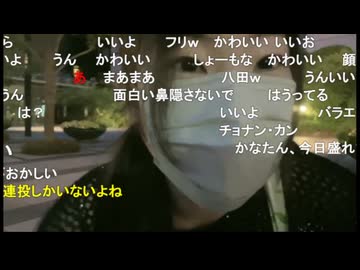 ら いいよ フリw かわいい いいお
いよ うん かわいい しょーもな かわいい 顔
あ まあまあ 八田w うんいい
うん 面白い鼻隠さないで はうってる
は? いいよ バラエ
チョナン・カン
い かなたん、今日盛れ
おかしい
連投しかいないよね